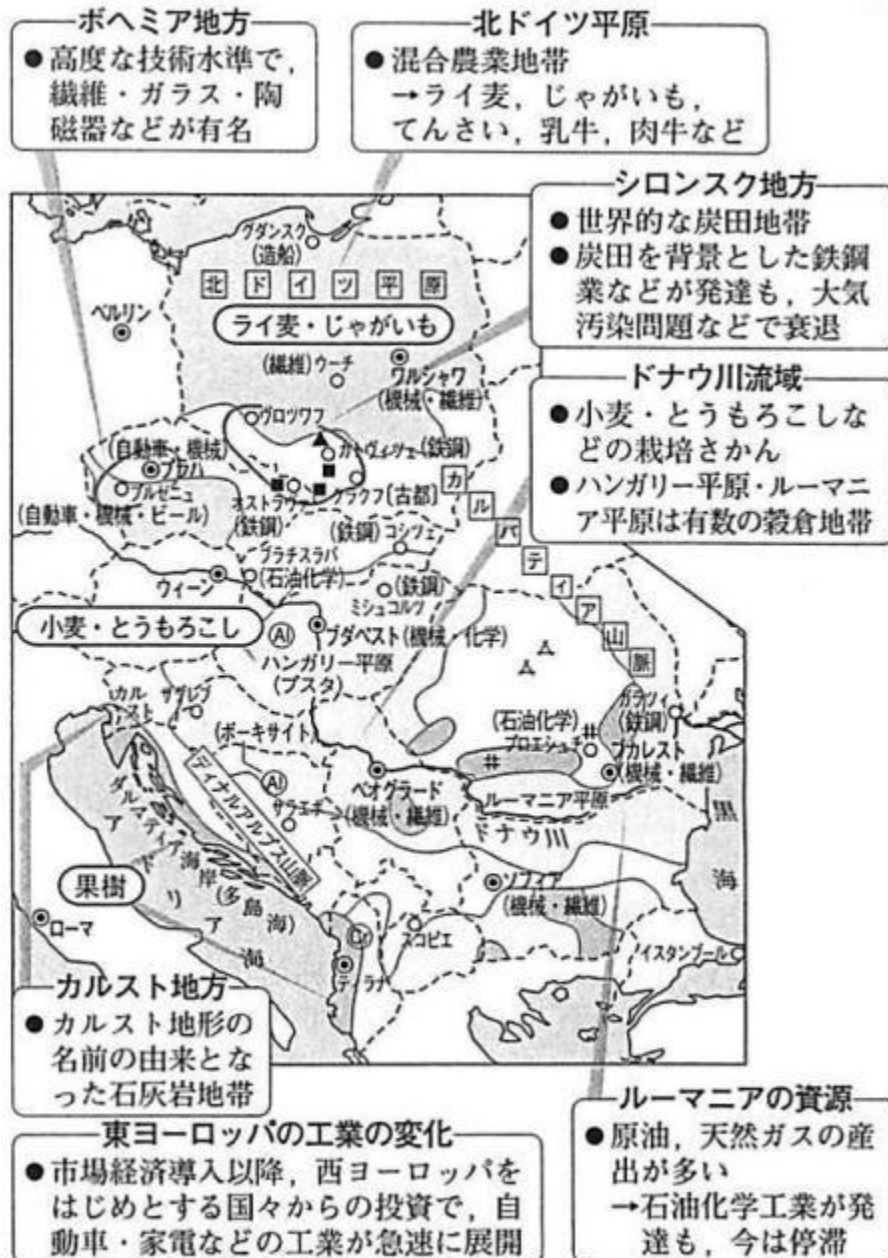 ボヘミア地方
● 高度な技術水準で，
繊維・ガラス・陶
磁器などが有名
北ドイツ平原
● 混合農業地帯
→ライ麦，じゃがいも，
てんさい，乳牛，肉牛など
シロンスク地方
● 世界的な炭田地帯
● 炭田を背景とした鉄鋼
業などが発達も，大気
汚染問題などで衰退
ドナウ川流域
● 小麦・とうもろこしな
どの栽培さかん
● ハンガリー平原・ルーマニ
ア平原は有数の穀倉地帯
グダンスク
(造船)
北ドイツ平原
ベルリン
ライ麦・じゃがいも
(繊維)ウーチ
ワルシャワ
(機械・繊維)
ヴロツワフ
(自動車・機械)
プラハ
カトヴィツェ(鉄鋼)
プルゼニュ
(自動車・機械・ビール)
オストラヴァ
(鉄鋼)
クラクフ〔古都〕
カルパティア山脈
(鉄鋼)コシツェ
ブラチスラバ
(石油化学)
ウィーン
(鉄鋼)
ミシュコルツ
小麦・とうもろこし
Al
ブダペスト(機械・化学)
ハンガリー平原
(プスタ)
カルスト
ザグレブ
(ボーキサイト)
ガラツィ
(鉄鋼)
(石油化学)
プロエシュチ
ブカレスト
(機械・繊維)
Al
サラエボ
ベオグラード
(機械・繊維)
ルーマニア平原
ドナウ川
ディナルアルプス山脈
ダルマティア海岸(多島海)
アドリア海
黒海
果樹
ローマ
ソフィア
(機械・繊維)
Cr
スコピエ
ティラナ
イスタンブール
カルスト地方
● カルスト地形の
名前の由来とな
った石灰岩地帯
東ヨーロッパの工業の変化
● 市場経済導入以降，西ヨーロッパを
はじめとする国々からの投資で，自
動車・家電などの工業が急速に展開
ルーマニアの資源
● 原油，天然ガスの産
出が多い
→石油化学工業が発
達も，今は停滞